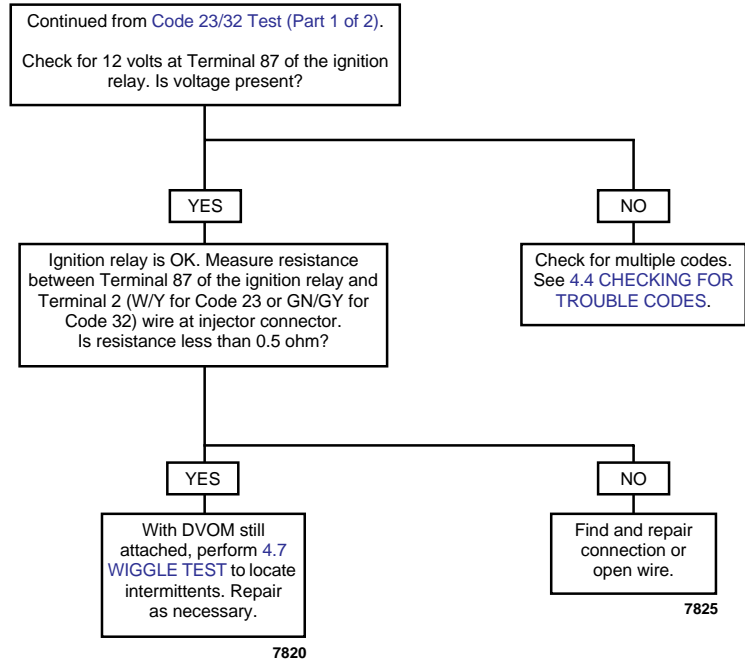 Continued from Code 23/32 Test (Part 1 of 2).
Check for 12 volts at Terminal 87 of the ignition
relay. Is voltage present?
YES
NO
Ignition relay is OK. Measure resistance
between Terminal 87 of the ignition relay and
Terminal 2 (W/Y for Code 23 or GN/GY for
Code 32) wire at injector connector.
Is resistance less than 0.5 ohm?
Check for multiple codes.
See 4.4 CHECKING FOR
TROUBLE CODES.
YES
NO
With DVOM still
attached, perform 4.7
WIGGLE TEST to locate
intermittents. Repair
as necessary.
Find and repair
connection or
open wire.
7825
7820